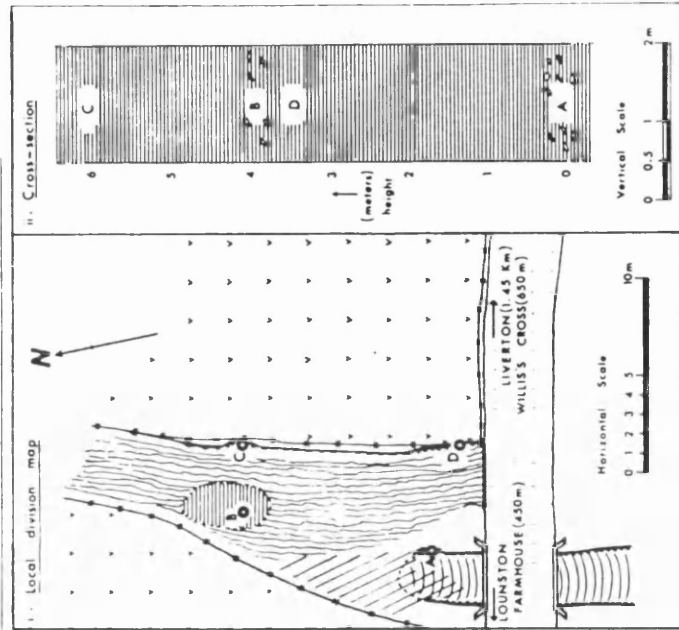 i. Local division map
N
B
C
D
A
LOUNSTON
FARMHOUSE (450m)
LIVERTON (1.45 Km)
WILLIS'S CROSS (650m)
0 1 2 3 4 5 10m
Horizontal Scale
ii. Cross-section
C
B
D
A
6
5
4
3
2
1
0
(meters)
height
0 0.5 1 2m
Vertical Scale